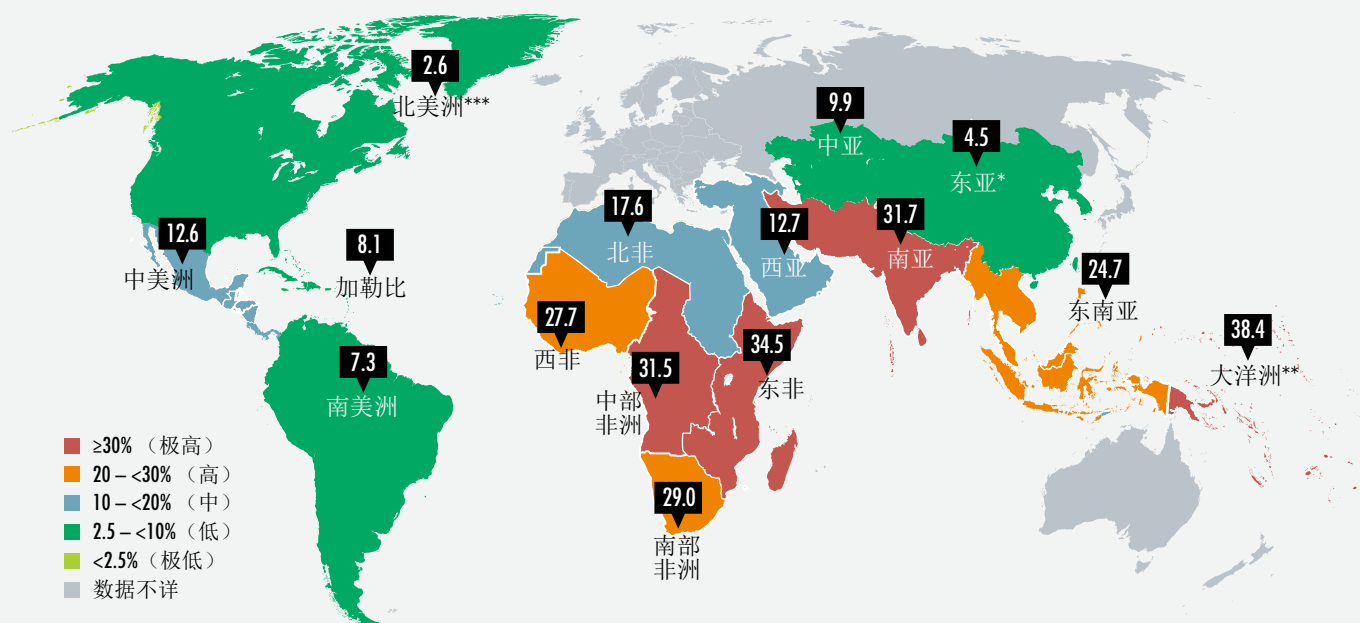 2.6
北美洲***
9.9
中亚
4.5
东亚*
17.6
北非
12.7
西亚
31.7
南亚
12.6
中美洲
8.1
加勒比
24.7
东南亚
27.7
西非
31.5
中部
非洲
34.5
东非
38.4
大洋洲**
7.3
南美洲
29.0
南部
非洲
≥30% （极高）
20 – <30% （高）
10 – <20% （中）
2.5 – <10% （低）
<2.5%（极低）
数据不详